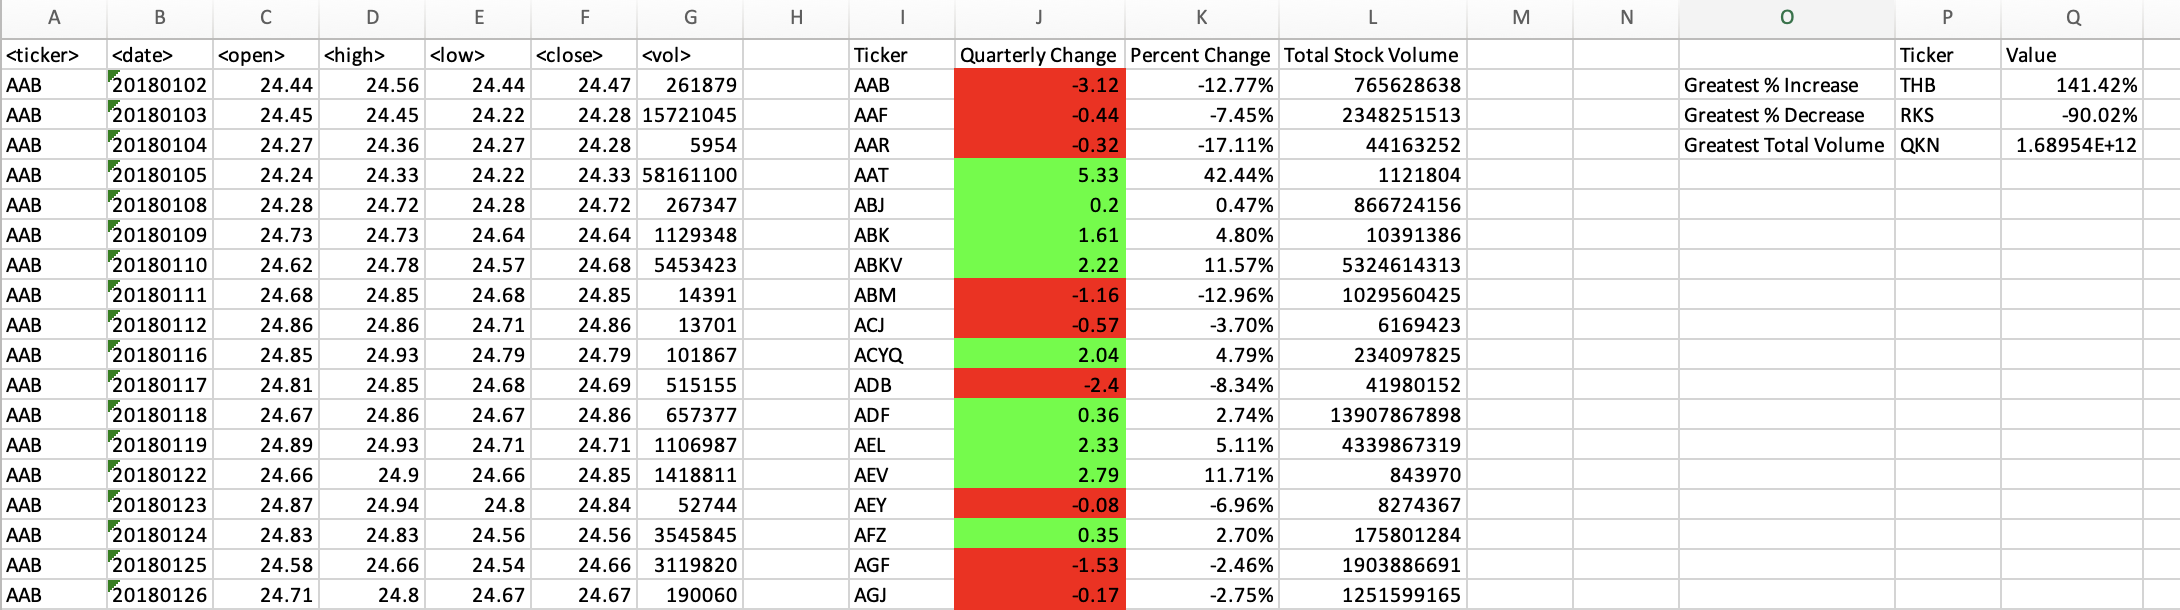 A B C D E F G H I J K L M N O P Q
<ticker> <date> <open> <high> <low> <close> <vol> Ticker Quarterly Change Percent Change Total Stock Volume Ticker Value
AAB 20180102 24.44 24.56 24.44 24.47 261879 AAB -3.12 -12.77% 765628638 Greatest % Increase THB 141.42%
AAB 20180103 24.45 24.45 24.22 24.28 15721045 AAF -0.44 -7.45% 2348251513 Greatest % Decrease RKS -90.02%
AAB 20180104 24.27 24.36 24.27 24.28 5954 AAR -0.32 -17.11% 44163252 Greatest Total Volume QKN 1.68954E+12
AAB 20180105 24.24 24.33 24.22 24.33 58161100 AAT 5.33 42.44% 1121804
AAB 20180108 24.28 24.72 24.28 24.72 267347 ABJ 0.2 0.47% 866724156
AAB 20180109 24.73 24.73 24.64 24.64 1129348 ABK 1.61 4.80% 10391386
AAB 20180110 24.62 24.78 24.57 24.68 5453423 ABKV 2.22 11.57% 5324614313
AAB 20180111 24.68 24.85 24.68 24.85 14391 ABM -1.16 -12.96% 1029560425
AAB 20180112 24.86 24.86 24.71 24.86 13701 ACJ -0.57 -3.70% 6169423
AAB 20180116 24.85 24.93 24.79 24.79 101867 ACYQ 2.04 4.79% 234097825
AAB 20180117 24.81 24.85 24.68 24.69 515155 ADB -2.4 -8.34% 41980152
AAB 20180118 24.67 24.86 24.67 24.86 657377 ADF 0.36 2.74% 13907867898
AAB 20180119 24.89 24.93 24.71 24.71 1106987 AEL 2.33 5.11% 4339867319
AAB 20180122 24.66 24.9 24.66 24.85 1418811 AEV 2.79 11.71% 843970
AAB 20180123 24.87 24.94 24.8 24.84 52744 AEY -0.08 -6.96% 8274367
AAB 20180124 24.83 24.83 24.56 24.56 3545845 AFZ 0.35 2.70% 175801284
AAB 20180125 24.58 24.66 24.54 24.66 3119820 AGF -1.53 -2.46% 1903886691
AAB 20180126 24.71 24.8 24.67 24.67 190060 AGJ -0.17 -2.75% 1251599165